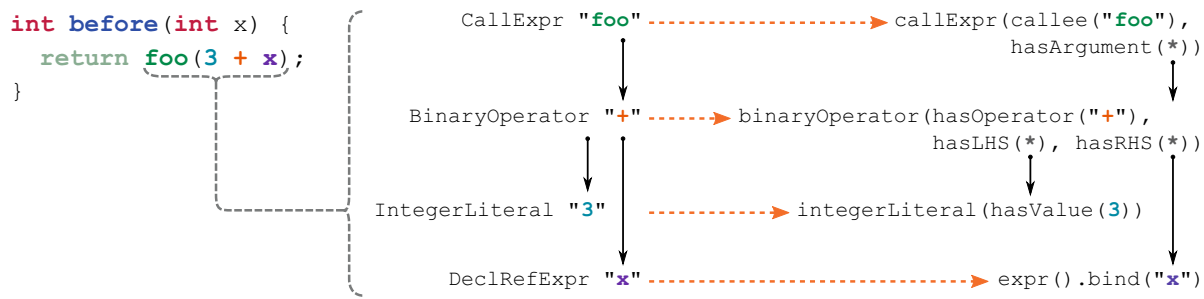 int before(int x) {
  return foo(3 + x);
}
CallExpr "foo"
callExpr(callee("foo"),
hasArgument(*))
BinaryOperator "+"
binaryOperator(hasOperator("+"),
hasLHS(*), hasRHS(*))
IntegerLiteral "3"
integerLiteral(hasValue(3))
DeclRefExpr "x"
expr().bind("x")